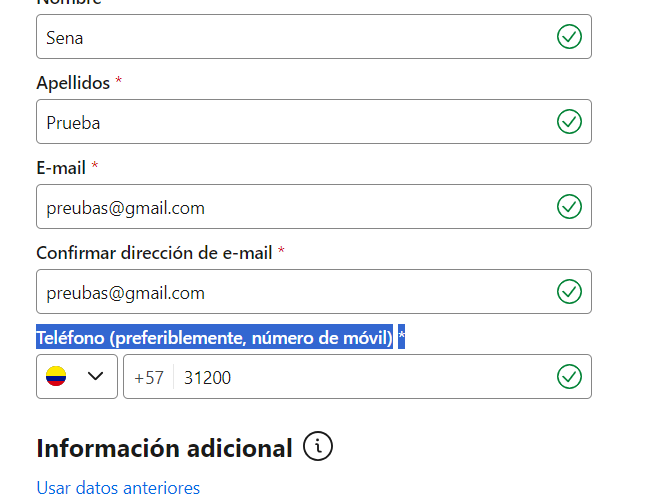 Nombre
Sena
Apellidos *
Prueba
E-mail *
preubas@gmail.com
Confirmar dirección de e-mail *
preubas@gmail.com
Teléfono (preferiblemente, número de móvil) *
+57 31200
Información adicional
Usar datos anteriores